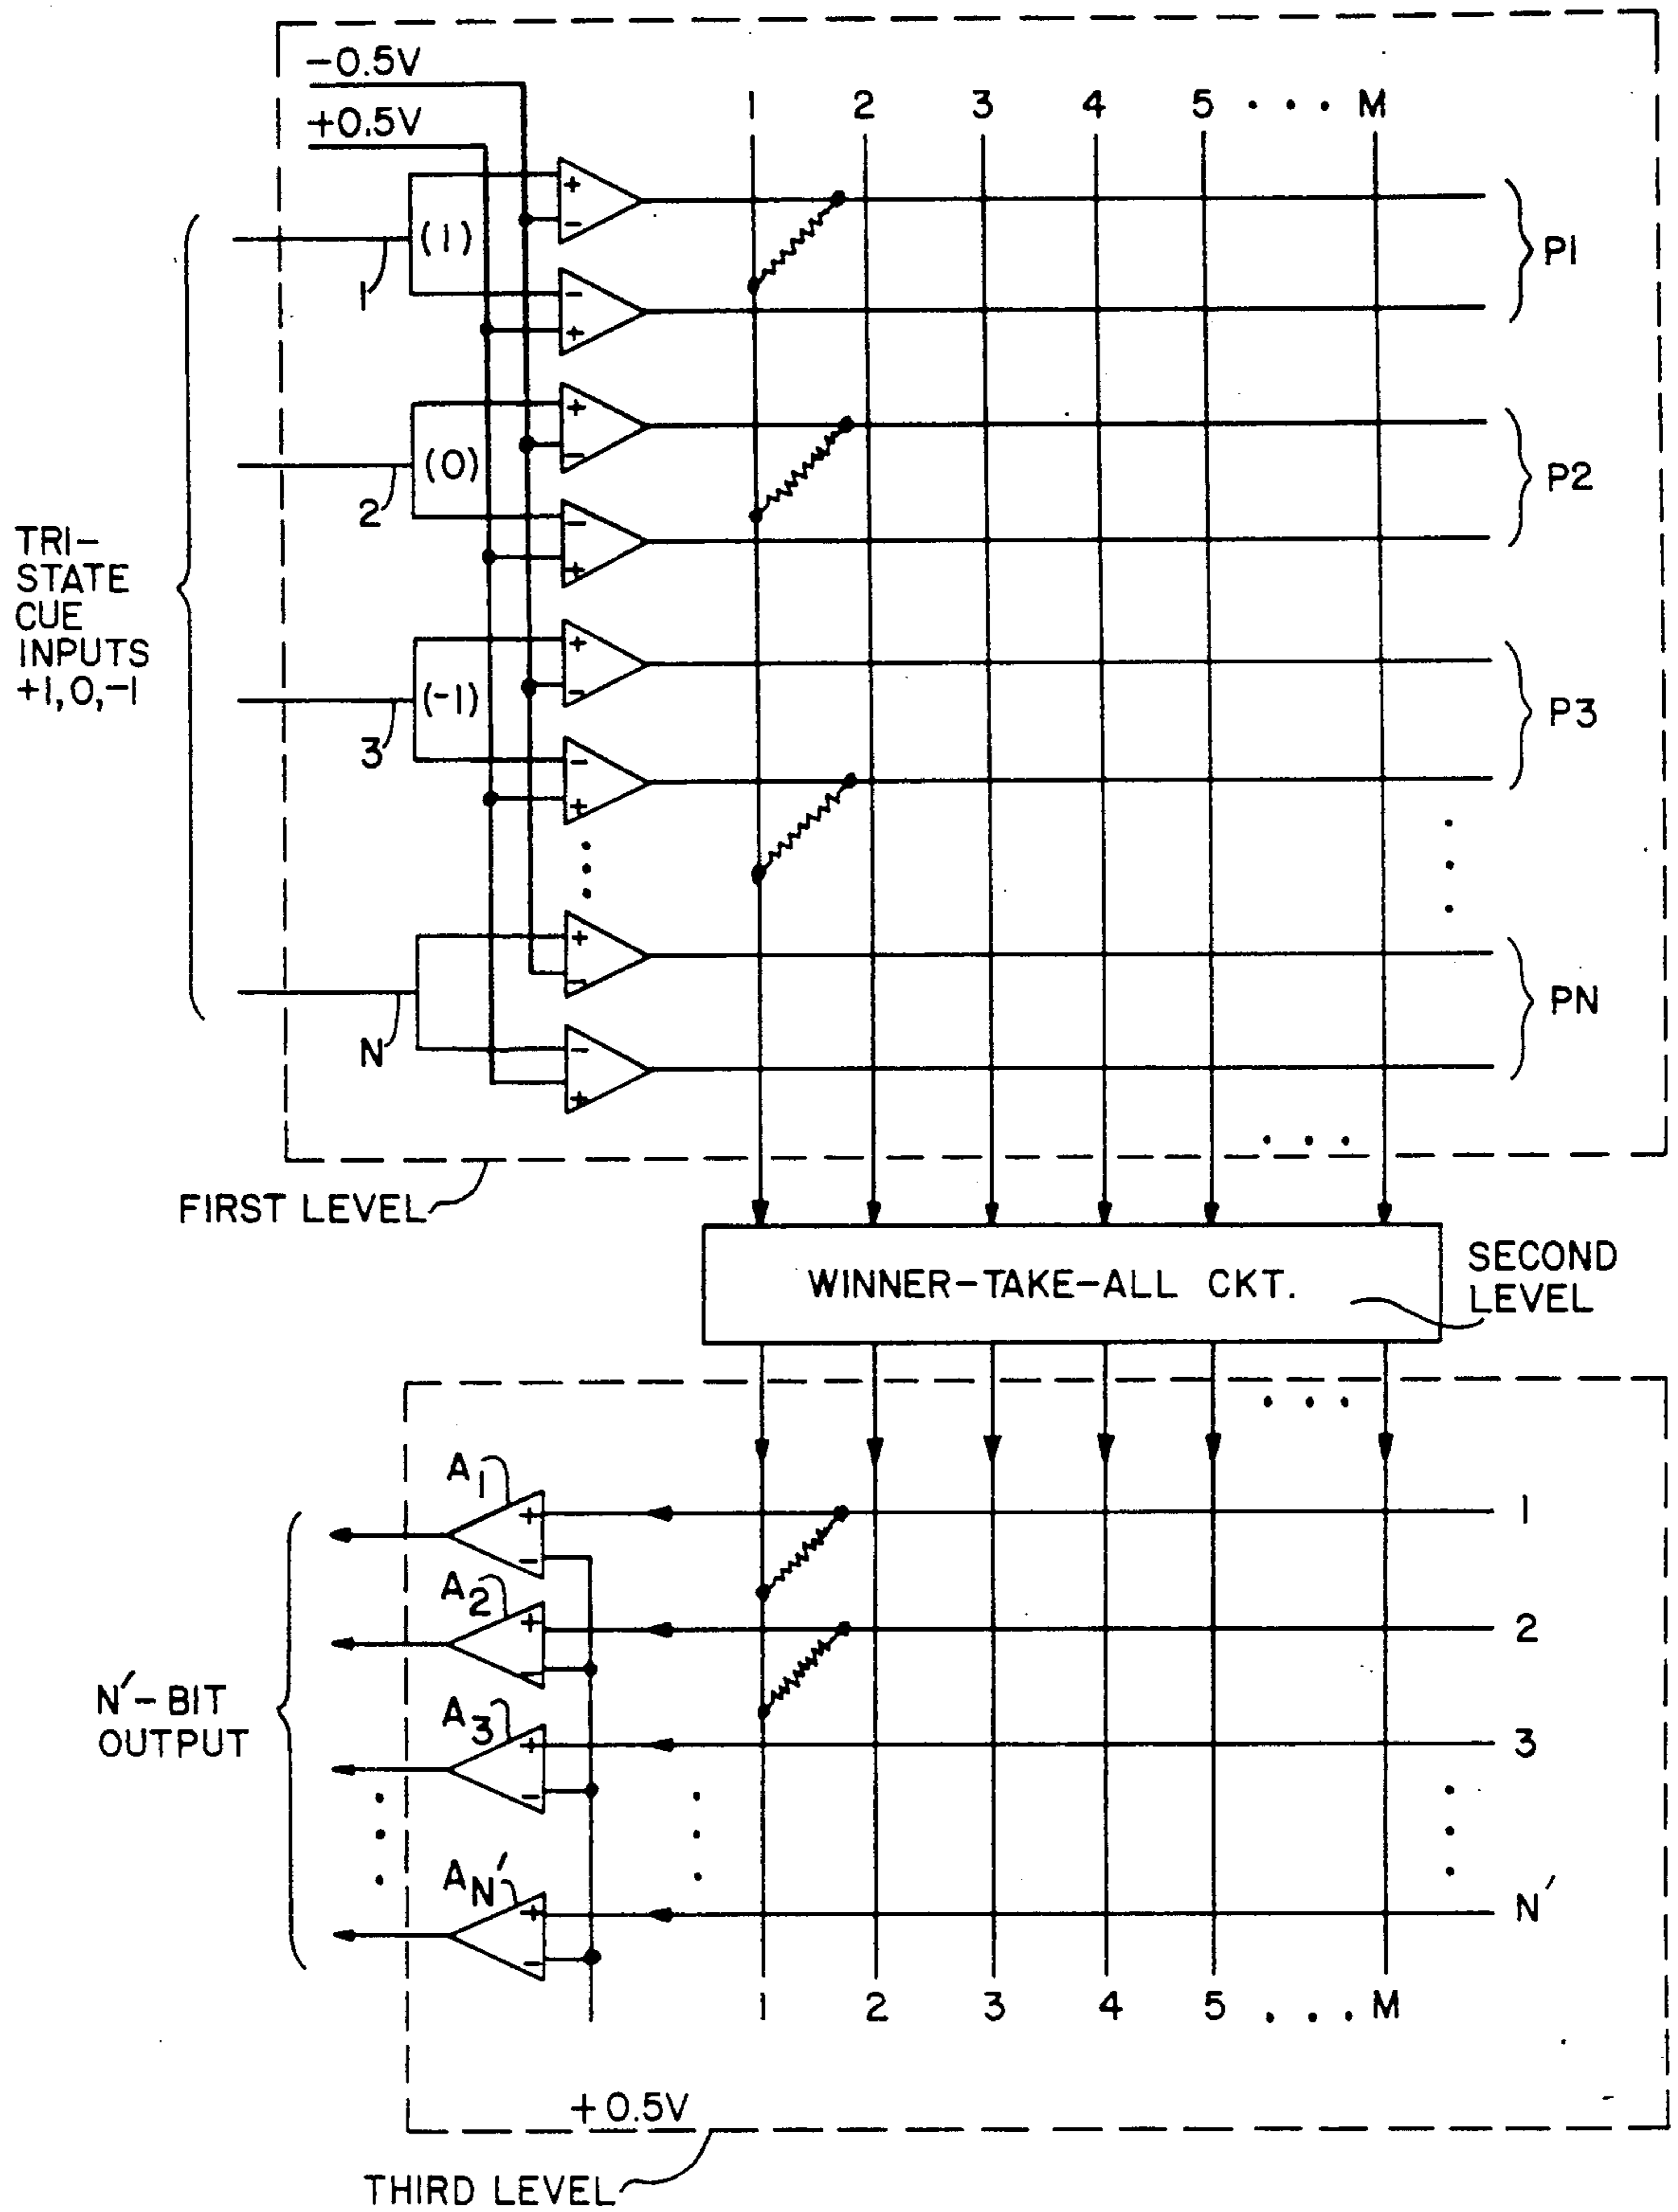 -0.5V
+0.5V
1 2 3 4 5 . . . M
+
-
(1)
1
-
+
P1
+
-
(0)
2
-
+
P2
TRI-
STATE
CUE
INPUTS
+1,0,-1
+
-
(-1)
3
-
+
P3
+
-
N
-
+
PN
FIRST LEVEL
WINNER-TAKE-ALL CKT.
SECOND
LEVEL
A1
+
-
1
A2
+
-
2
N'-BIT
OUTPUT
A3
+
-
3
AN'
+
-
N'
1 2 3 4 5 . . . M
+0.5V
THIRD LEVEL